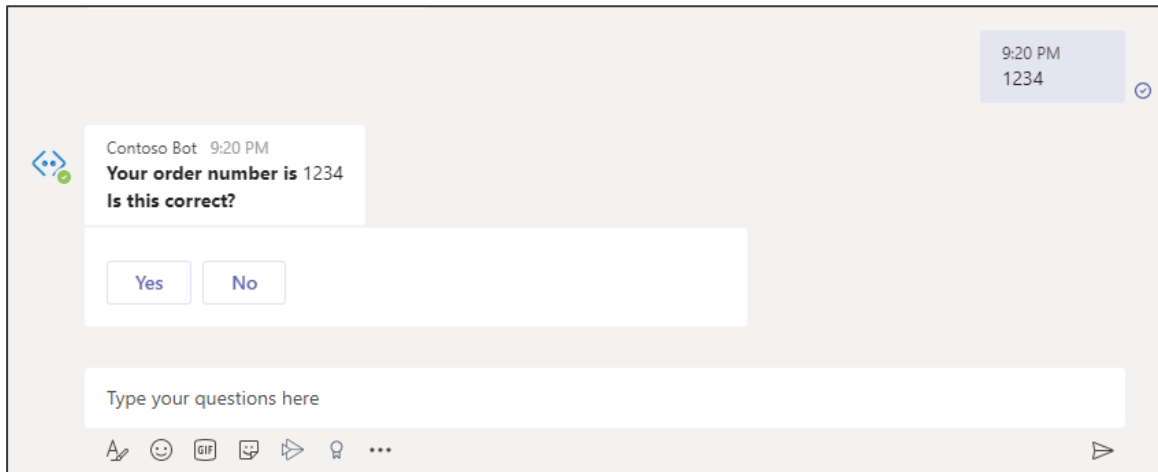 9:20 PM
1234
Contoso Bot 9:20 PM
Your order number is 1234
Is this correct?
Yes No
Type your questions here
GIF